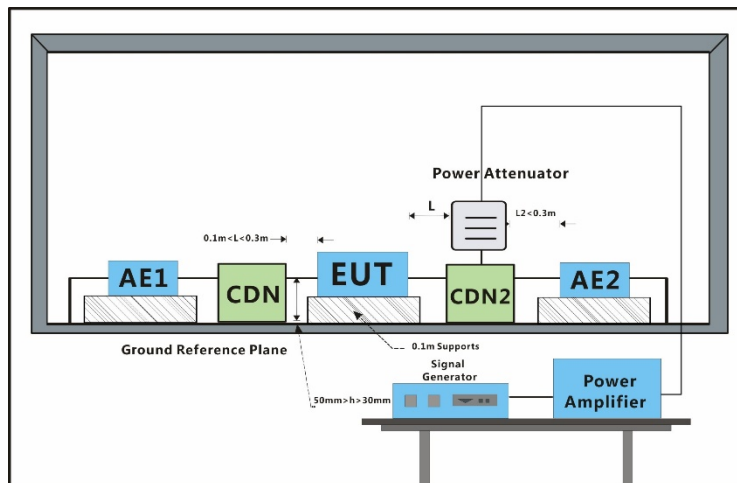 Power Attenuator
L
L2<0.3m
0.1m<L<0.3m
AE1
CDN
EUT
CDN2
AE2
Ground Reference Plane
0.1m Supports
50mm>h>30mm
Signal
Generator
Power
Amplifier